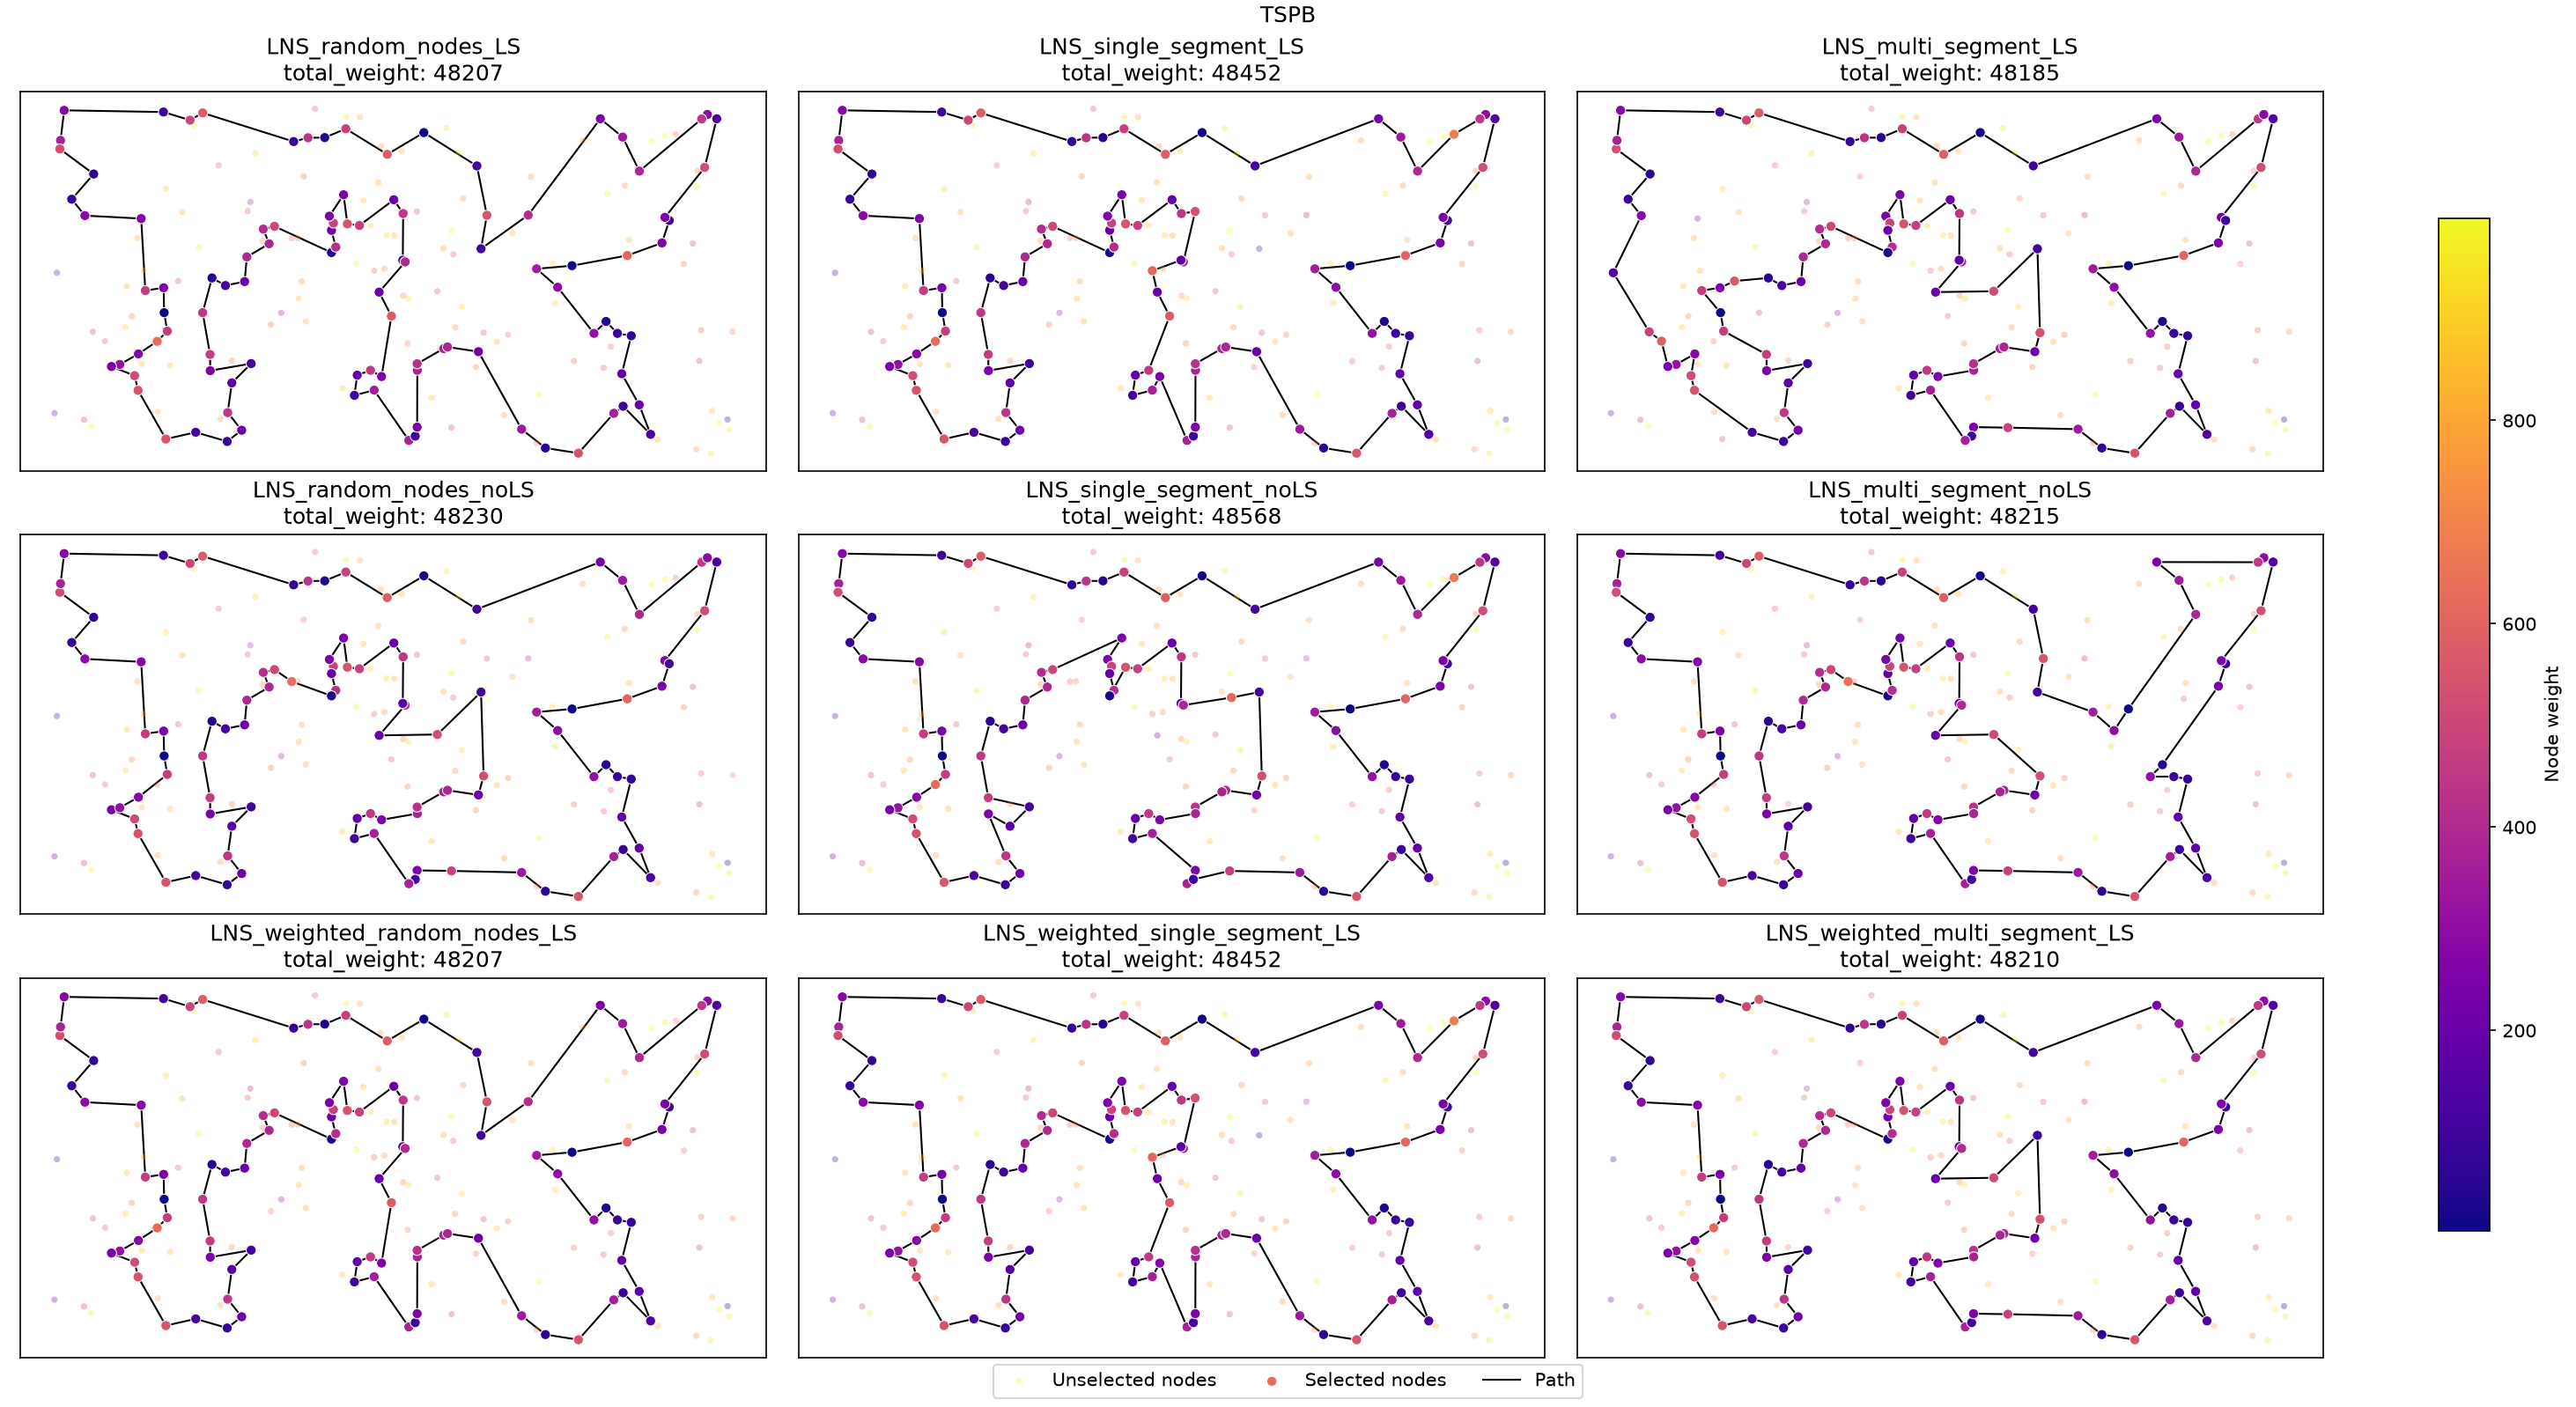 TSPB
LNS_random_nodes_LS
total_weight: 48207
LNS_single_segment_LS
total_weight: 48452
LNS_multi_segment_LS
total_weight: 48185
LNS_random_nodes_noLS
total_weight: 48230
LNS_single_segment_noLS
total_weight: 48568
LNS_multi_segment_noLS
total_weight: 48215
LNS_weighted_random_nodes_LS
total_weight: 48207
LNS_weighted_single_segment_LS
total_weight: 48452
LNS_weighted_multi_segment_LS
total_weight: 48210
800
600
400
200
Node weight
Unselected nodes
Selected nodes
Path